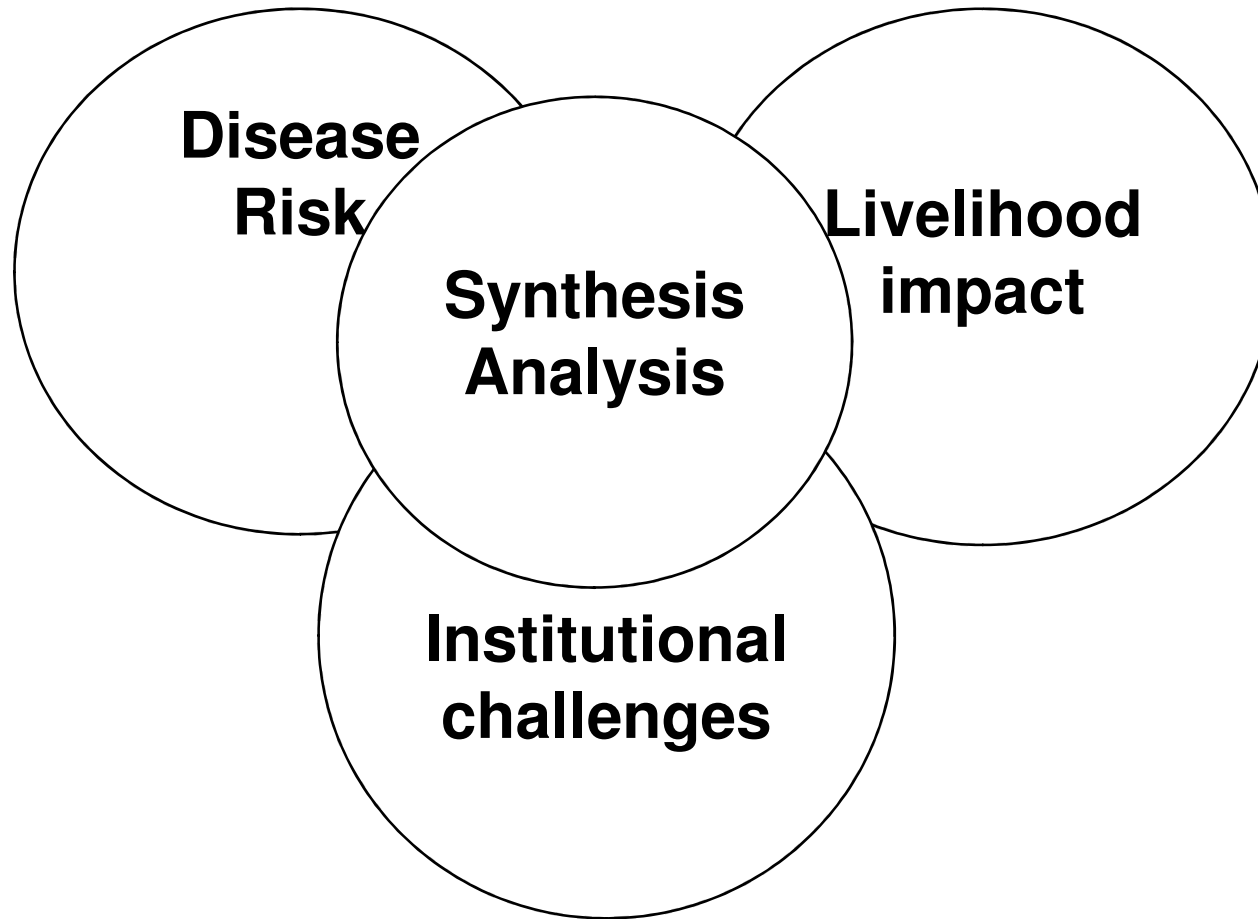 Disease
Risk
Livelihood
impact
Synthesis
Analysis
Institutional
challenges